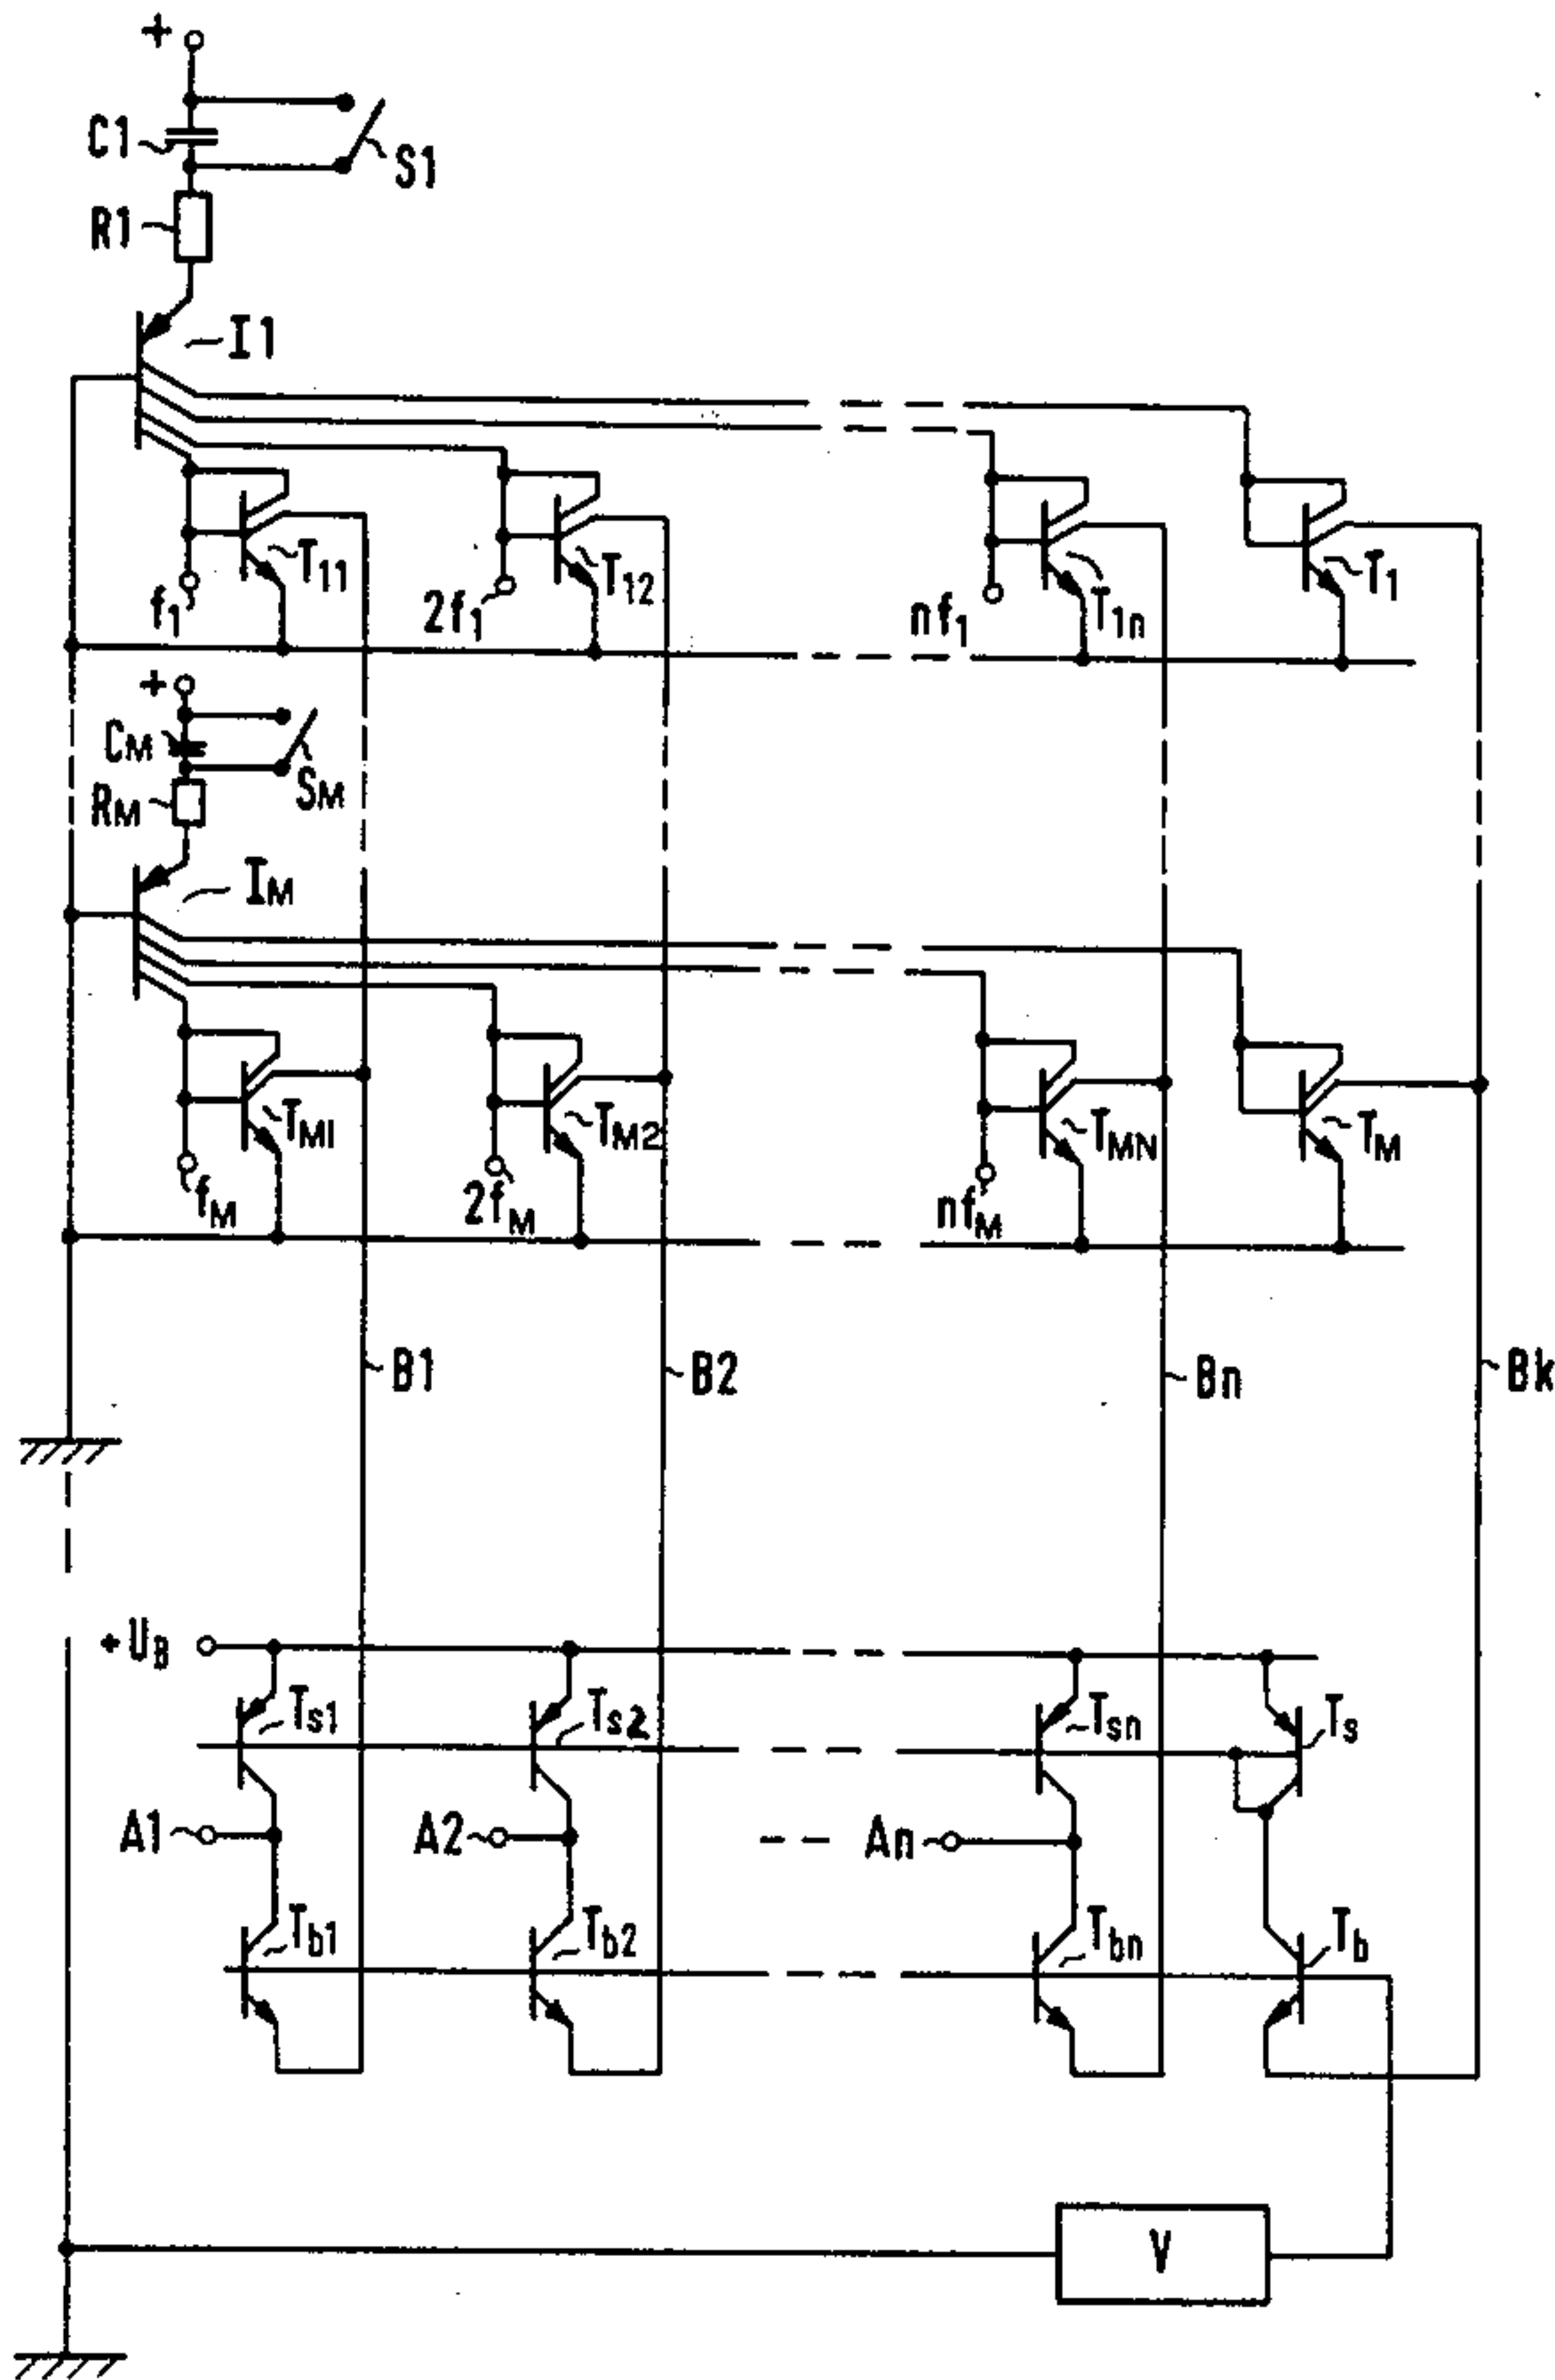 +
C1
S1
R1
I1
T11
T12
T1n
T1
f1
2f1
nf1
+
CM
SM
RM
IM
TM1
TM2
TMN
TM
fM
2fM
nfM
B1
B2
Bn
Bk
+UB
Ts1
Ts2
Tsn
Ts
A1
A2
An
Tb1
Tb2
Tbn
Tb
V